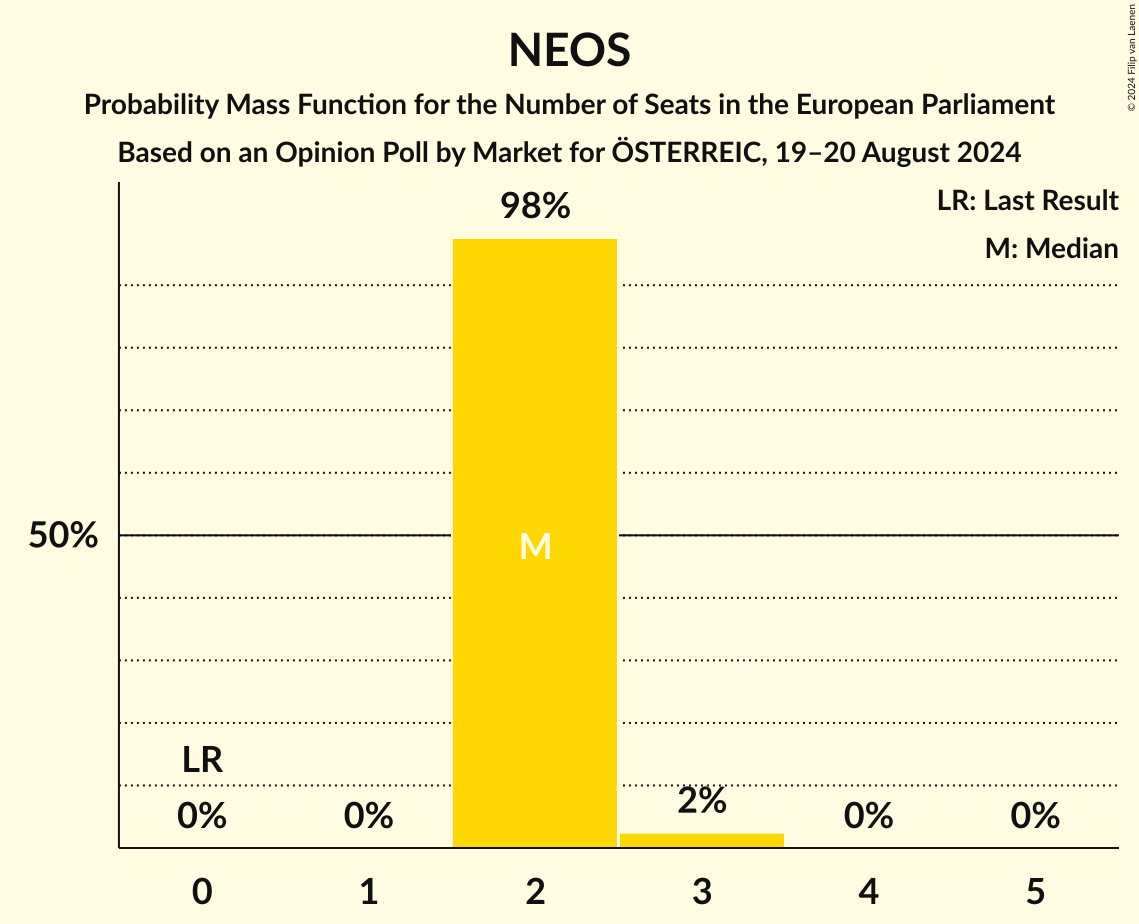 NEOS
Probability Mass Function for the Number of Seats in the European Parliament
Based on an Opinion Poll by Market for ÖSTERREIC, 19–20 August 2024
© 2024 Filip van Laenen
LR: Last Result
M: Median
98%
50%
M
LR
0%
0%
2%
0%
0%
0
1
2
3
4
5